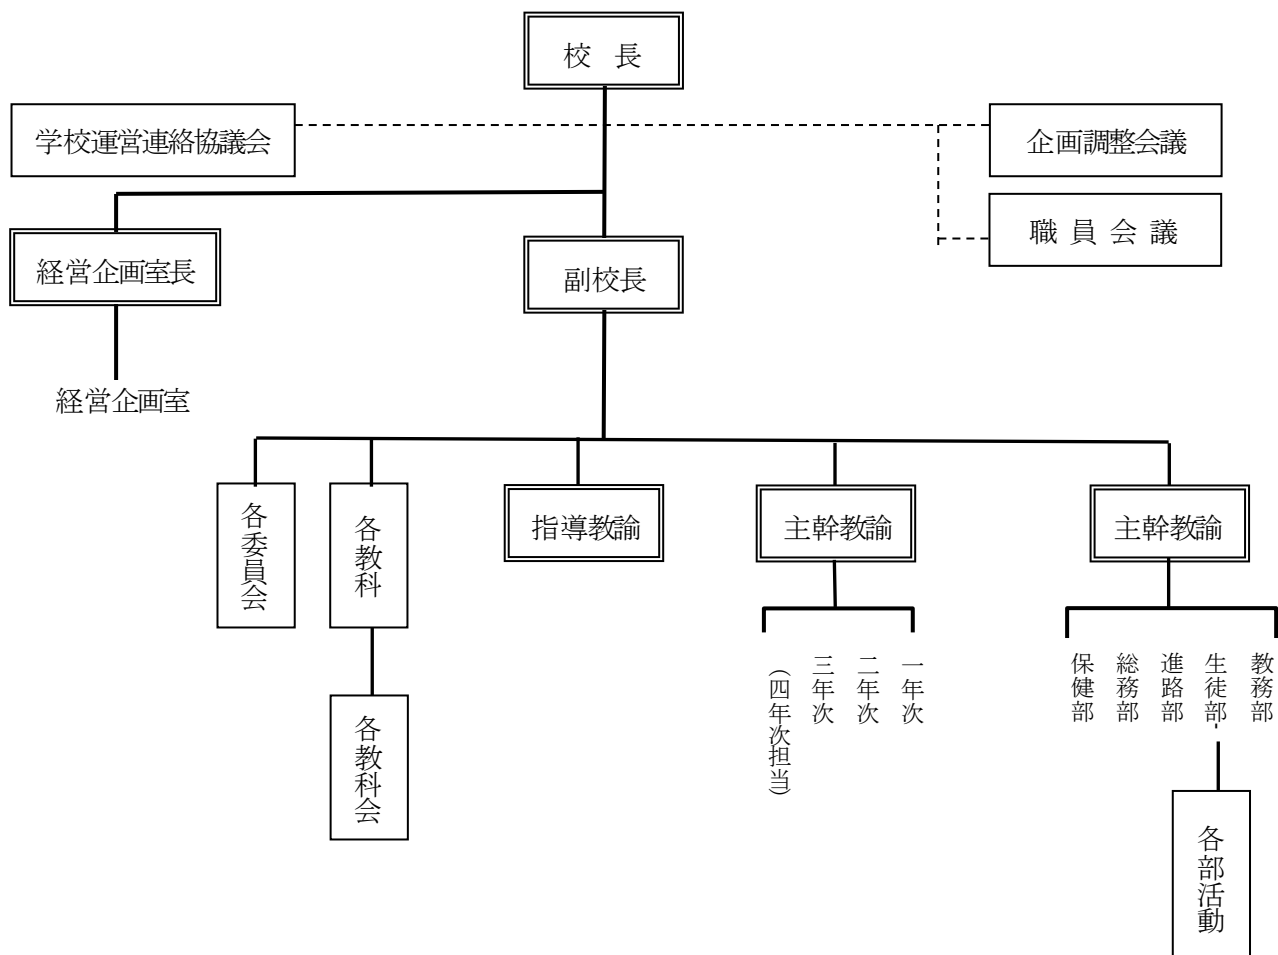 校　長
学校運営連絡協議会
企画調整会議
職 員 会 議
経営企画室長
副校長
経営企画室
各委員会
各教科
指導教諭
主幹教諭
主幹教諭
教務部
生徒部
進路部
総務部
保健部
一年次
二年次
三年次
（四年次担当）
各教科会
各部活動